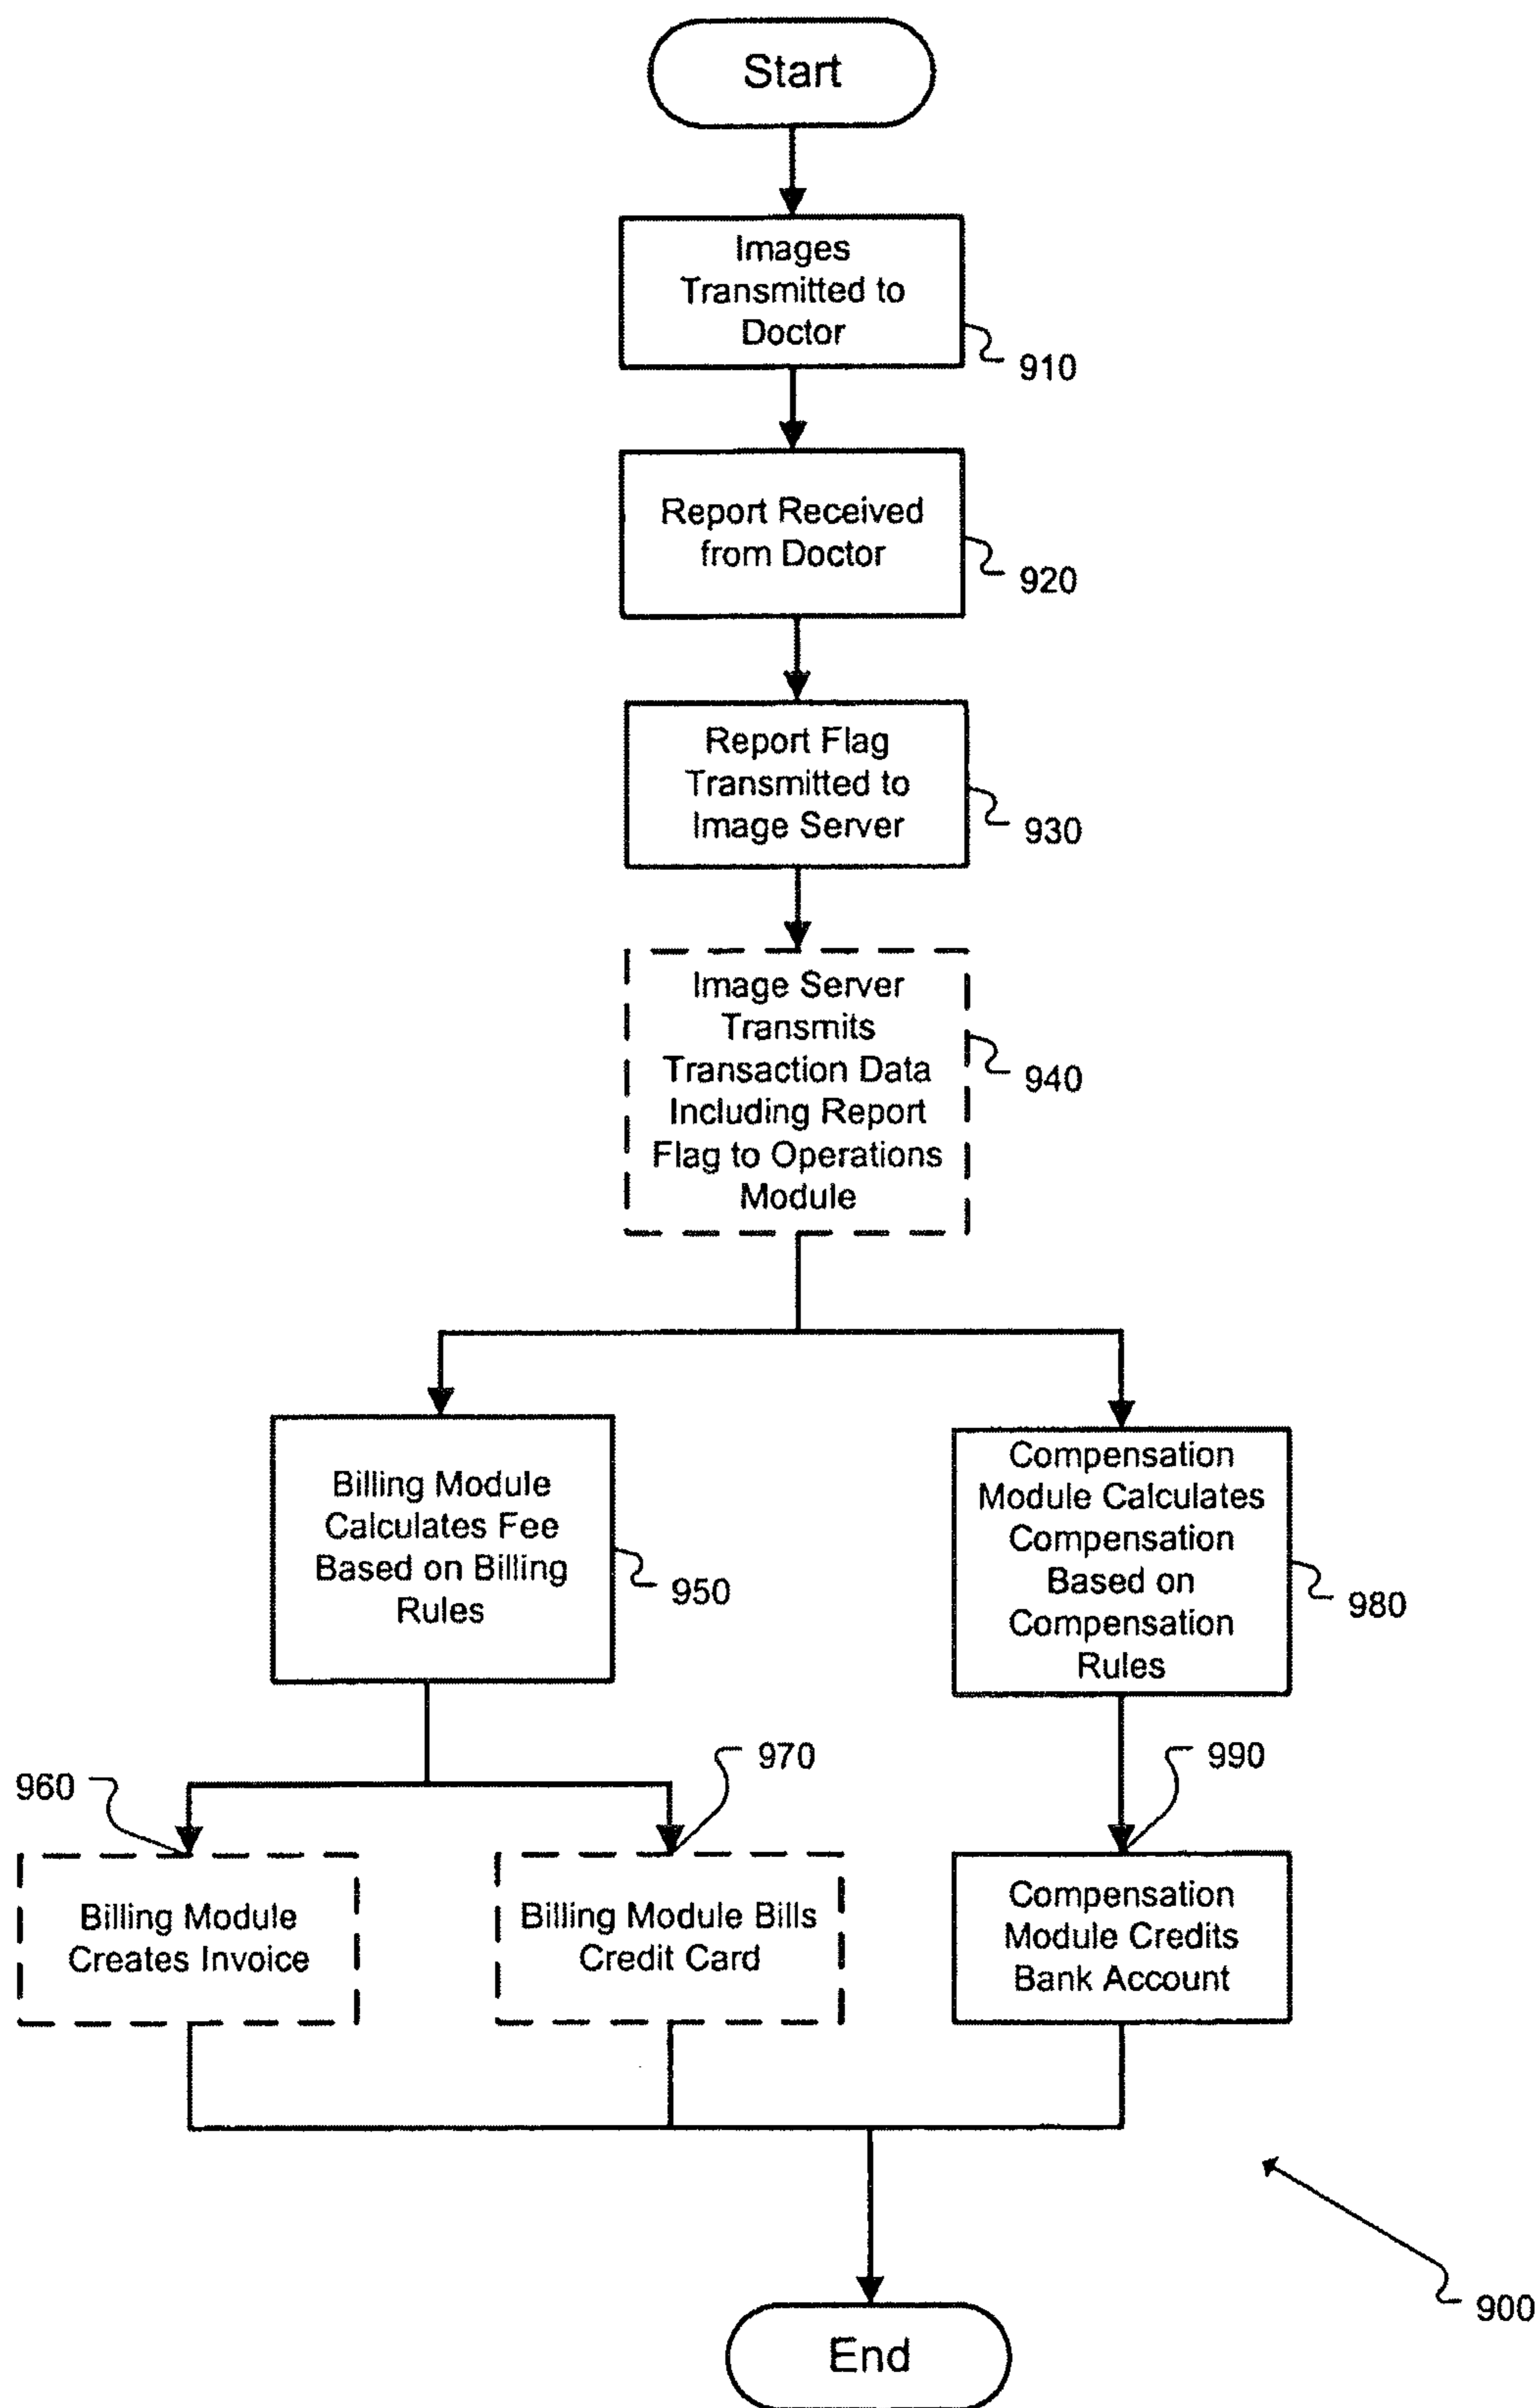 Start
Images
Transmitted to
Doctor
910
Report Received
from Doctor
920
Report Flag
Transmitted to
Image Server
930
Image Server
Transmits
Transaction Data
Including Report
Flag to Operations
Module
940
Billing Module
Calculates Fee
Based on Billing
Rules
950
Compensation
Module Calculates
Compensation
Based on
Compensation
Rules
980
960
Billing Module
Creates Invoice
970
Billing Module Bills
Credit Card
990
Compensation
Module Credits
Bank Account
900
End